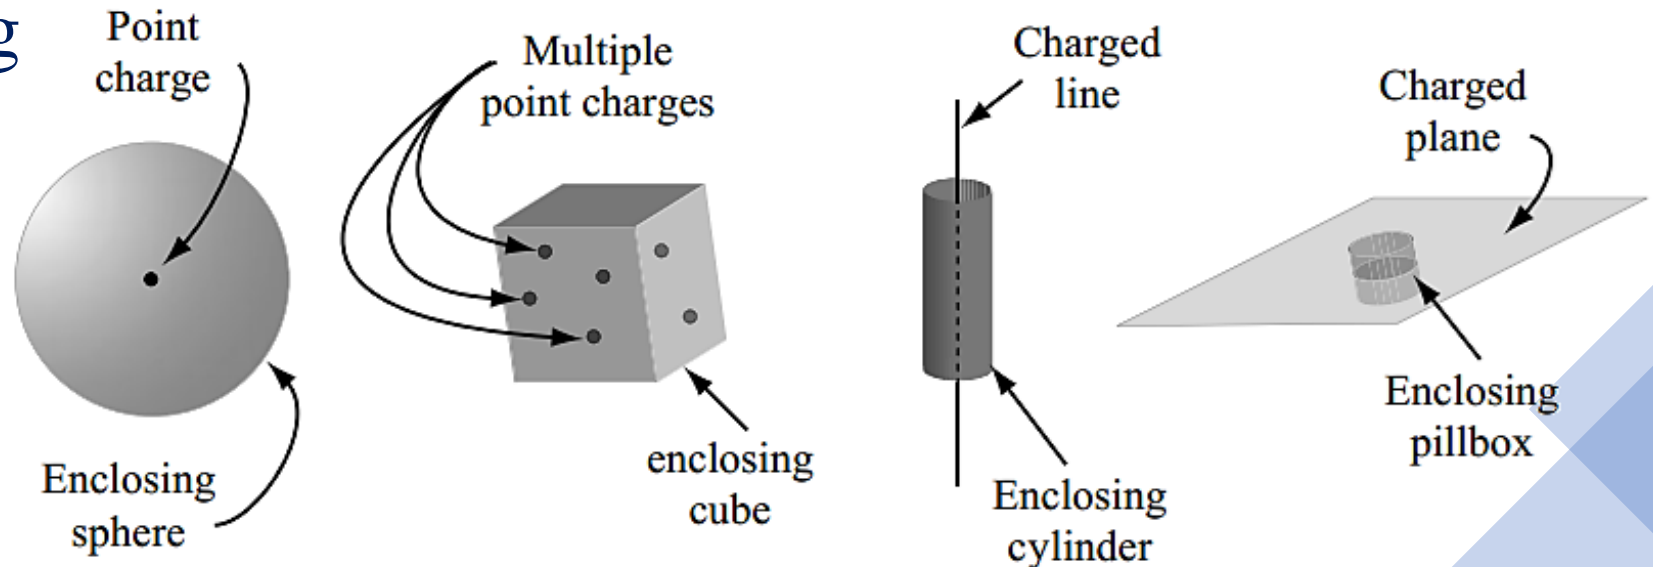 g
Point
charge
Multiple
point charges
Charged
line
Charged
plane
Enclosing
sphere
enclosing
cube
Enclosing
cylinder
Enclosing
pillbox